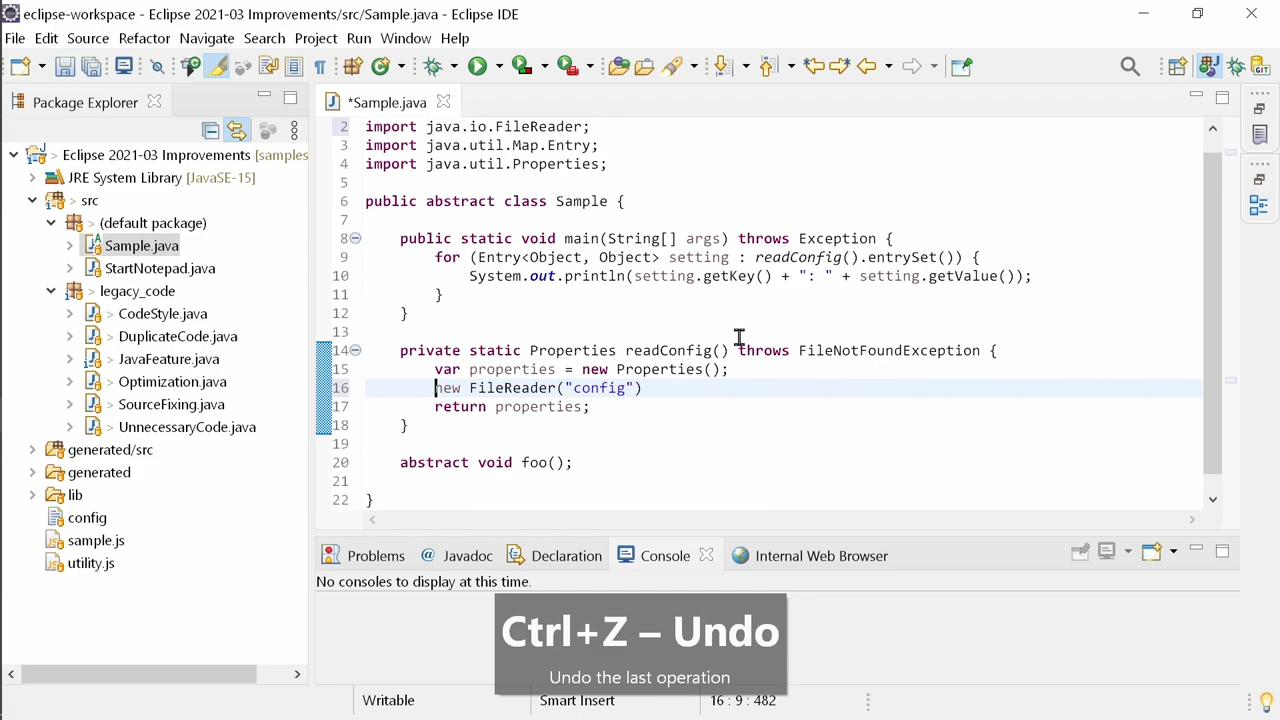 eclipse-workspace - Eclipse 2021-03 Improvements/src/Sample.java - Eclipse IDE
File Edit Source Refactor Navigate Search Project Run Window Help
Package Explorer
*Sample.java
> Eclipse 2021-03 Improvements [samples
JRE System Library [JavaSE-15]
> src
> (default package)
> Sample.java
> StartNotepad.java
> legacy_code
> CodeStyle.java
> DuplicateCode.java
> JavaFeature.java
> Optimization.java
> SourceFixing.java
> UnnecessaryCode.java
> generated/src
> generated
> lib
config
sample.js
utility.js
2 import java.io.FileReader;
3 import java.util.Map.Entry;
4 import java.util.Properties;
5
6 public abstract class Sample {
7
8 public static void main(String[] args) throws Exception {
9 for (Entry<Object, Object> setting : readConfig().entrySet()) {
10 System.out.println(setting.getKey() + ": " + setting.getValue());
11 }
12 }
13
14 private static Properties readConfig() throws FileNotFoundException {
15 var properties = new Properties();
16 new FileReader("config")
17 return properties;
18 }
19
20 abstract void foo();
21
22 }
Problems @ Javadoc Declaration Console Internal Web Browser
No consoles to display at this time.
Ctrl+Z – Undo
Undo the last operation
Writable Smart Insert 16 : 9 : 482